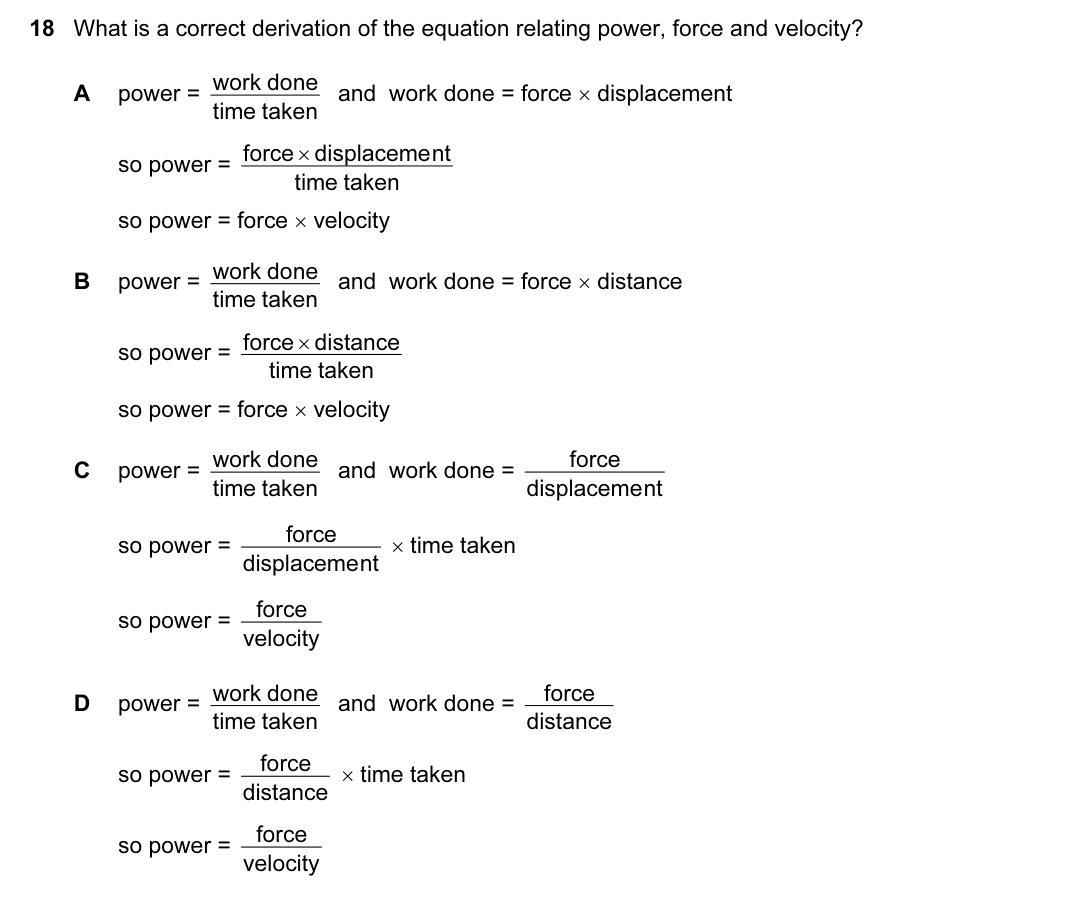 18 What is a correct derivation of the equation relating power, force and velocity?
A power = work done / time taken and work done = force × displacement
so power = force × displacement / time taken
so power = force × velocity
B power = work done / time taken and work done = force × distance
so power = force × distance / time taken
so power = force × velocity
C power = work done / time taken and work done = force / displacement
so power = force / displacement × time taken
so power = force / velocity
D power = work done / time taken and work done = force / distance
so power = force / distance × time taken
so power = force / velocity